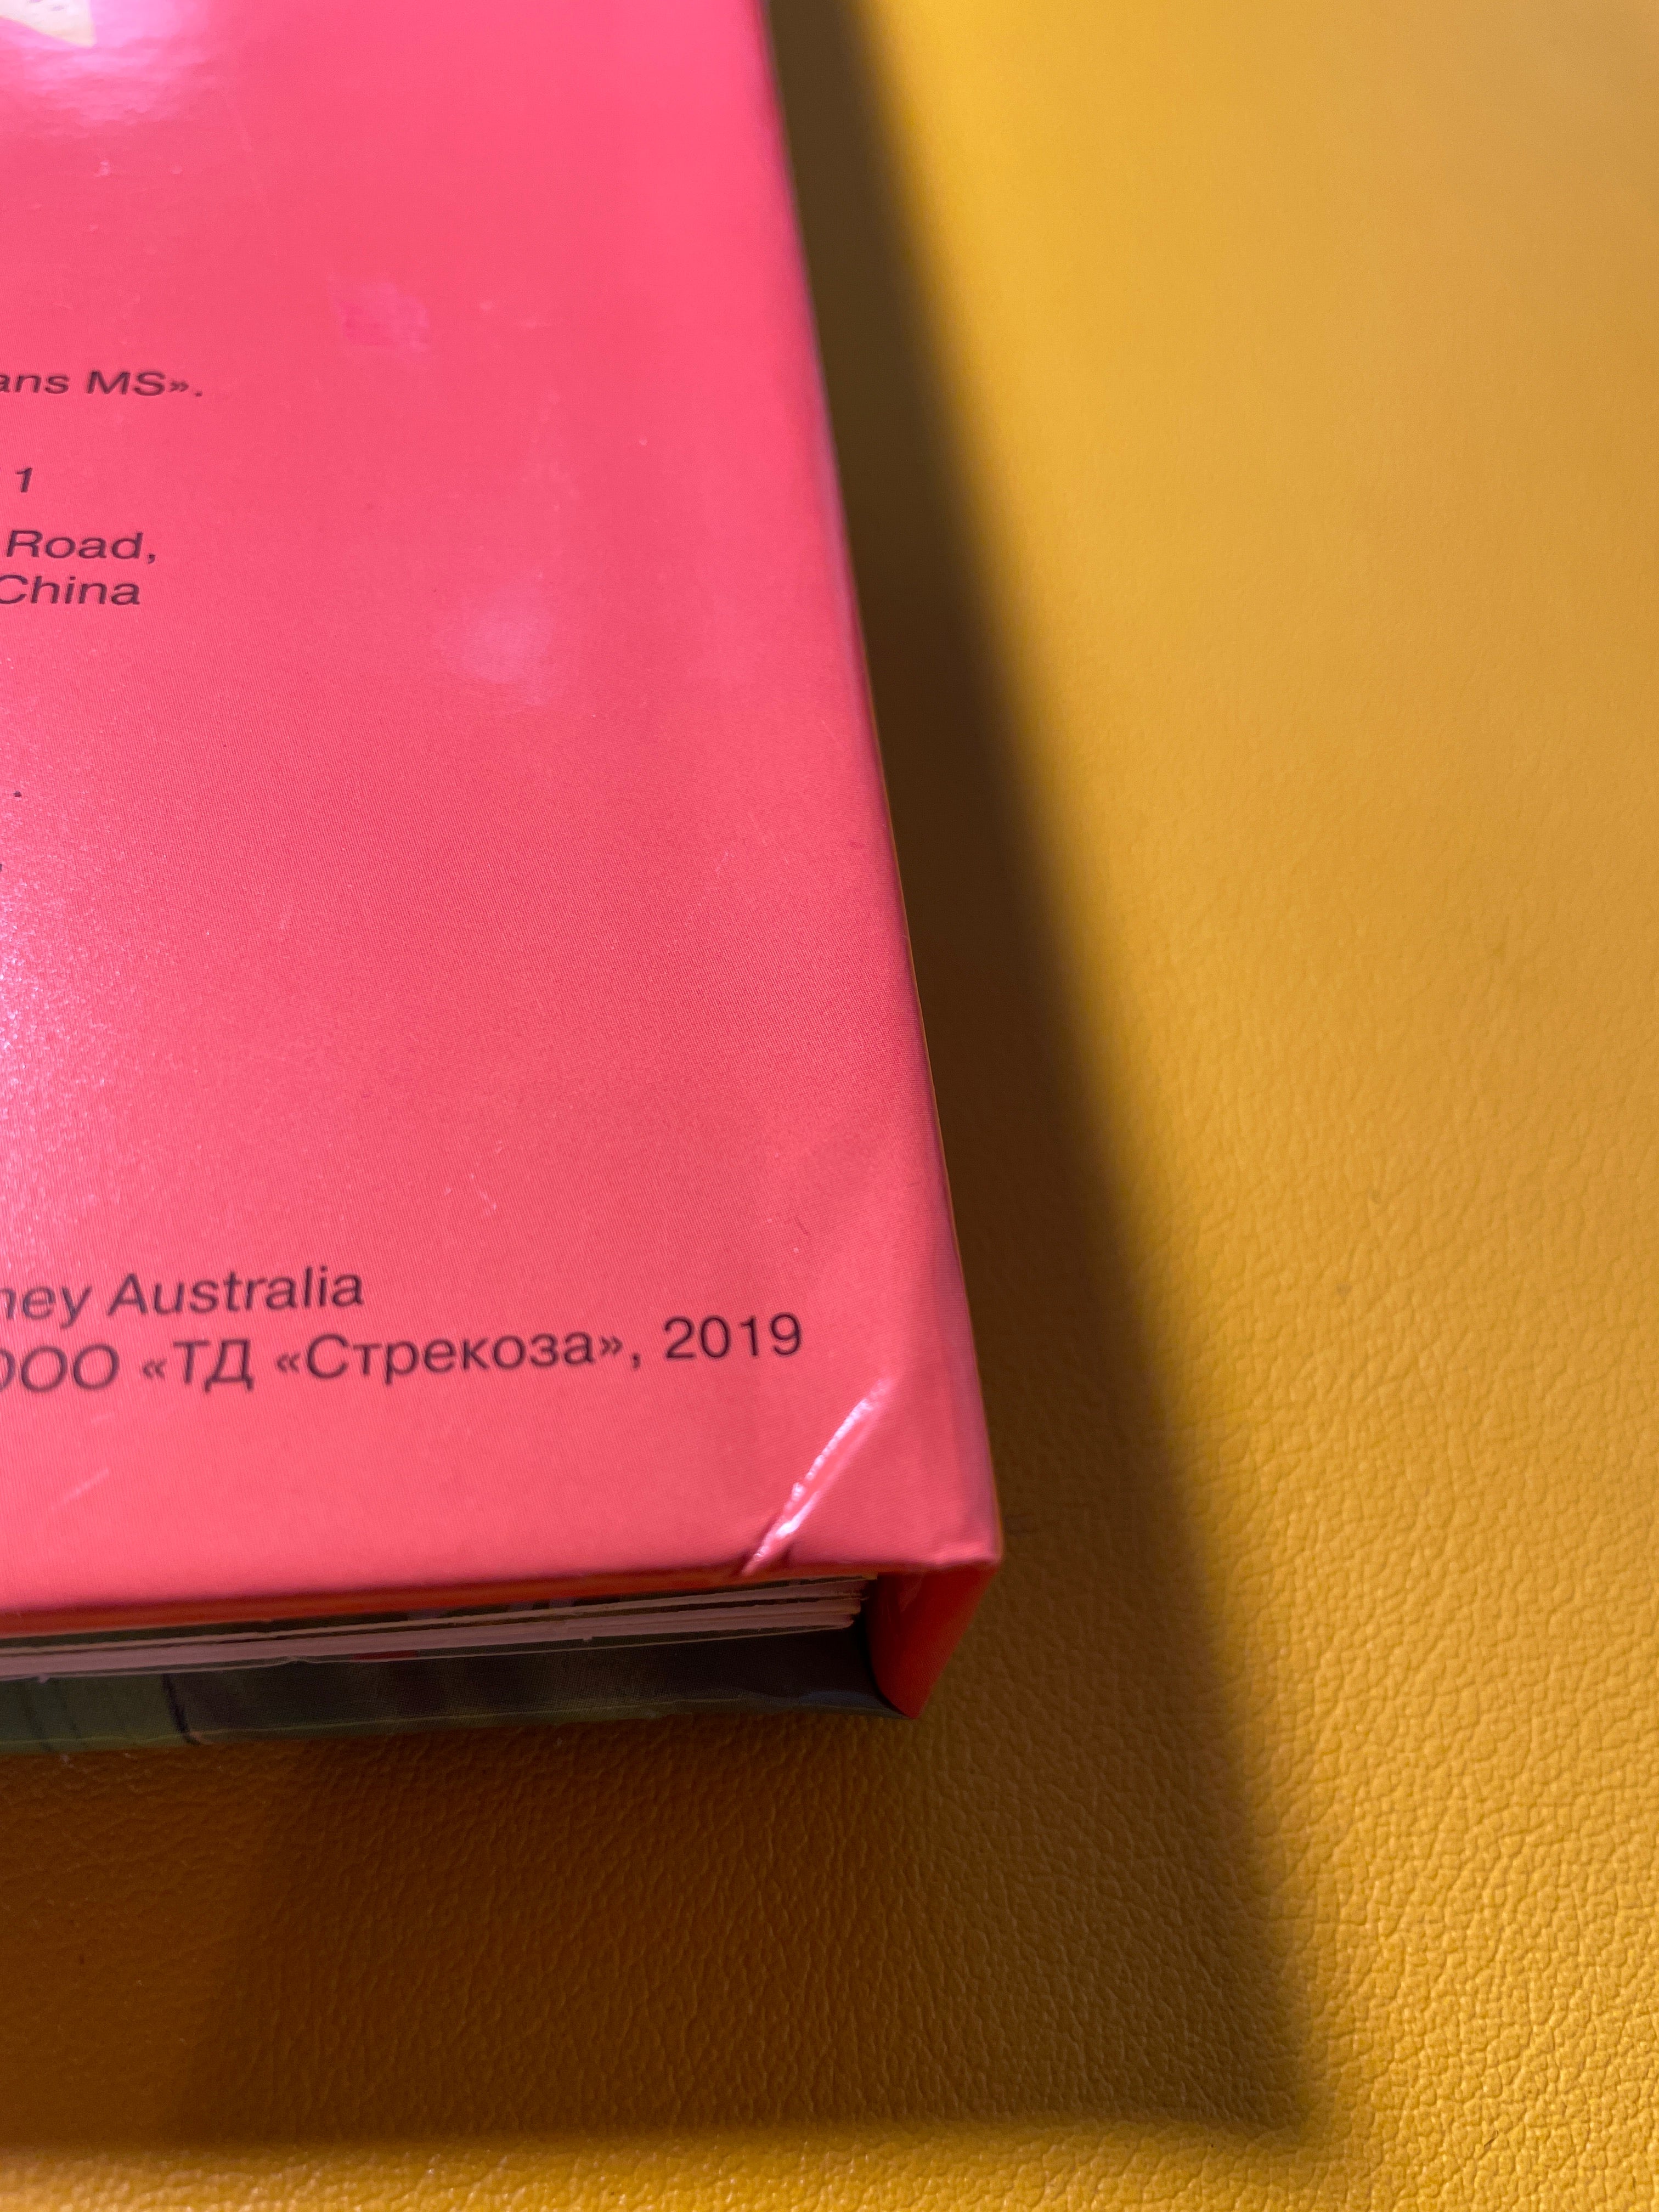 ans MS».
1
Road,
China
.
ney Australia
ООО «ТД «Стрекоза», 2019